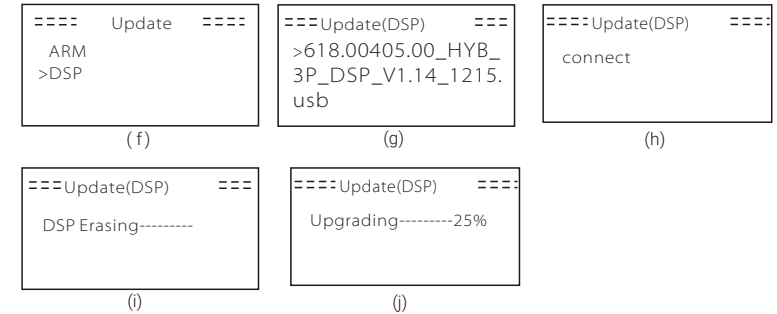 ==== Update ====
ARM
>DSP
(f)
===Update(DSP) ===
>618.00405.00_HYB_
3P_DSP_V1.14_1215.
usb
(g)
====Update(DSP) ====
connect
(h)
===Update(DSP) ===
DSP Erasing---------
(i)
====Update(DSP) ====
Upgrading---------25%
(j)